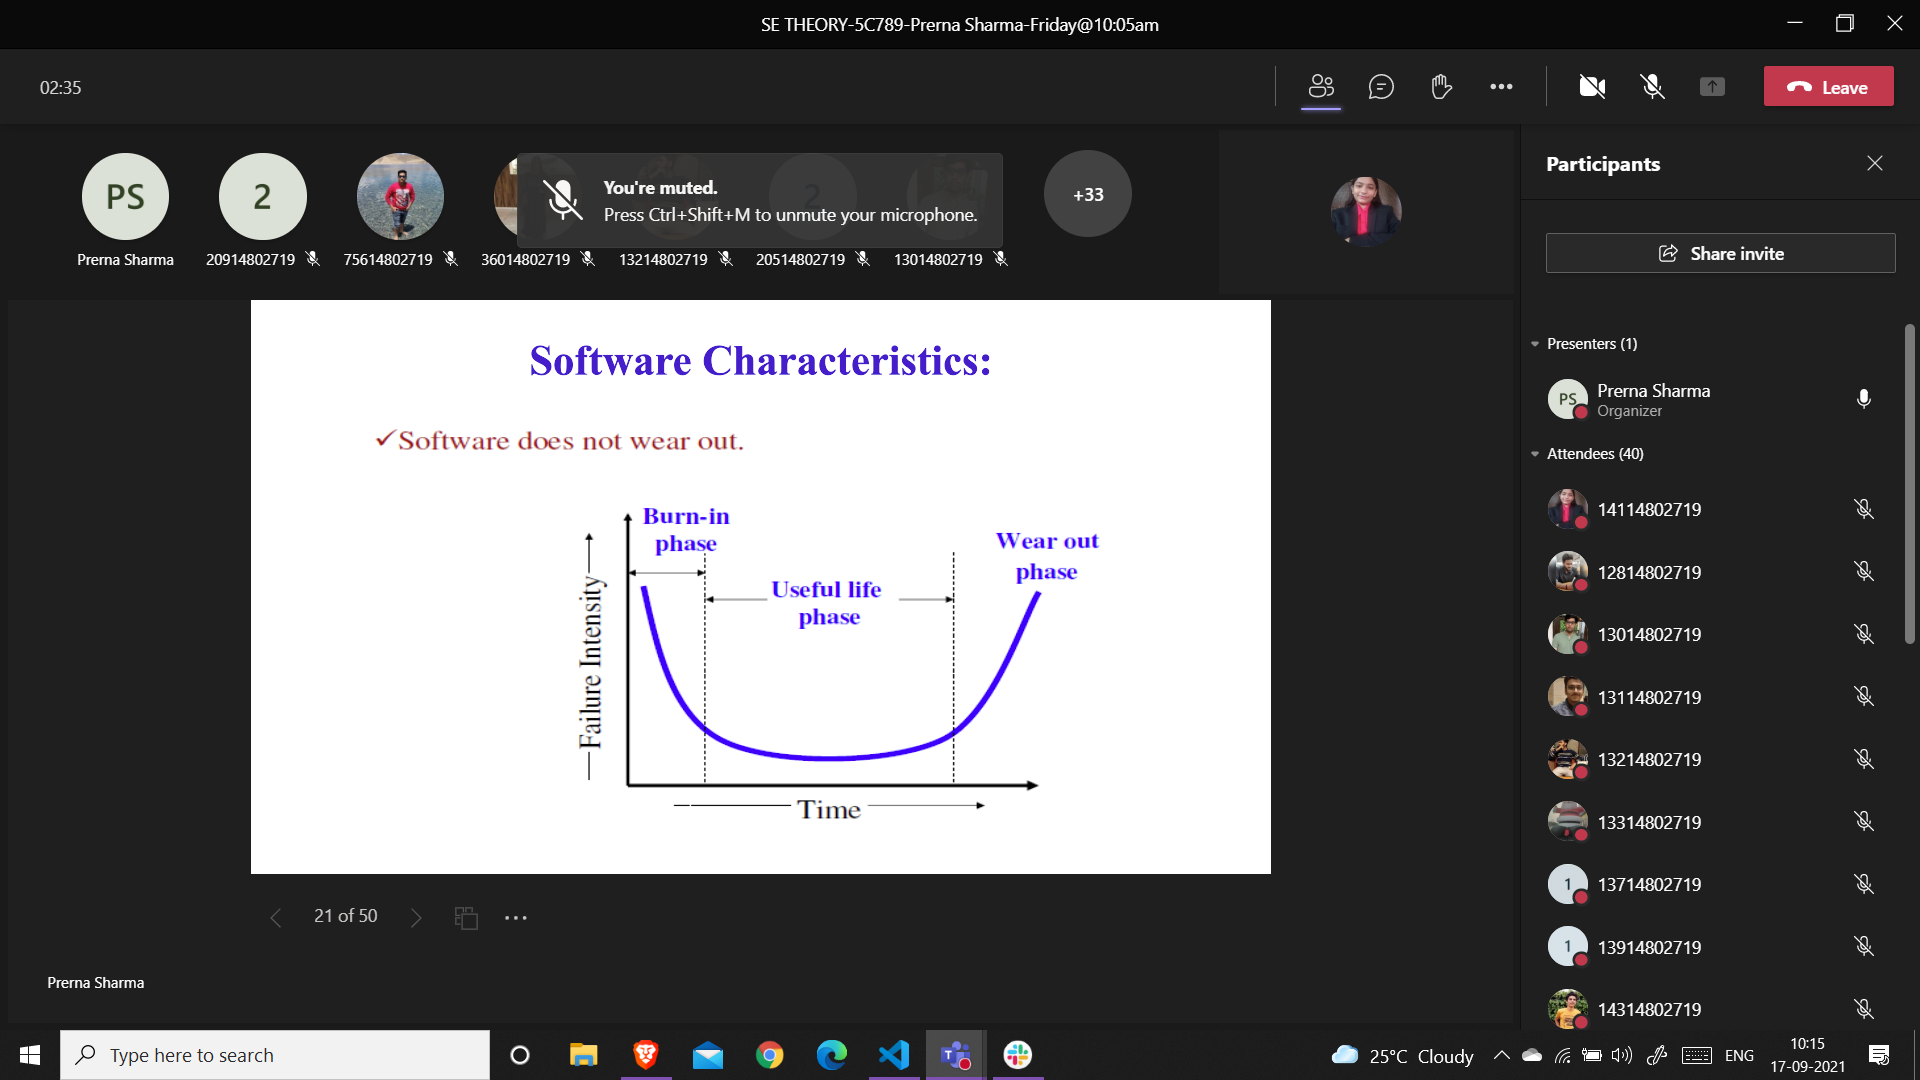 SE THEORY-5C789-Prerna Sharma-Friday@10:05am
02:35
Leave
PS
2
2
+33
You're muted.
Press Ctrl+Shift+M to unmute your microphone.
Prerna Sharma
20914802719
75614802719
36014802719
13214802719
20514802719
13014802719
Participants
Share invite
Presenters (1)
PS
Prerna Sharma
Organizer
Attendees (40)
14114802719
12814802719
13014802719
13114802719
13214802719
13314802719
1
13714802719
1
13914802719
14314802719
Software Characteristics:
✓Software does not wear out.
Burn-in
phase
Useful life
phase
Wear out
phase
Failure Intensity
Time
21 of 50
Prerna Sharma
Type here to search
25°C Cloudy
ENG
10:15
17-09-2021